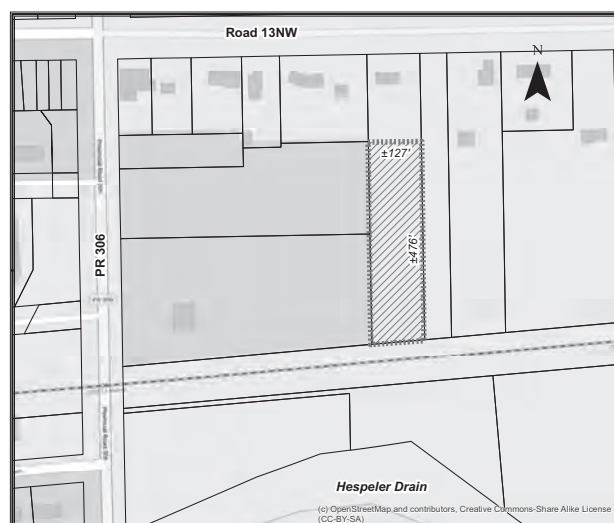 Road 13NW
N
±127'
±476'
PR 306
Hespeler Drain
(c) OpenStreetMap and contributors, Creative Commons-Share Alike License
(CC-BY-SA)